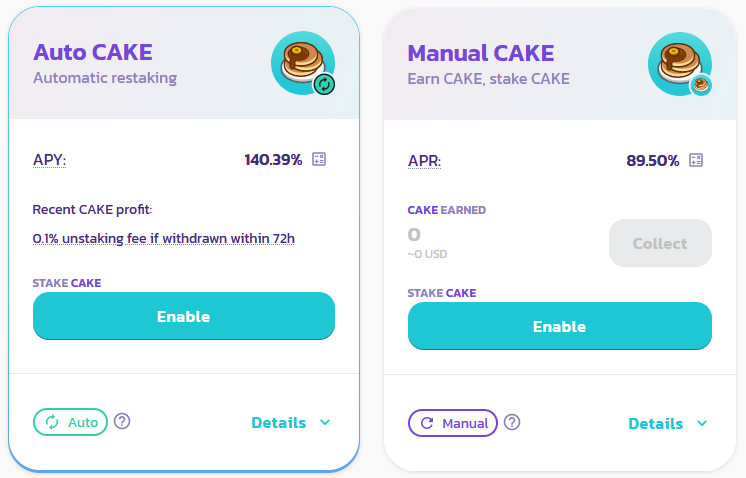 Auto CAKE
Automatic restaking
APY:
140.39%
Recent CAKE profit:
0.1% unstaking fee if withdrawn within 72h
STAKE CAKE
Enable
Auto
Details
Manual CAKE
Earn CAKE, stake CAKE
APR:
89.50%
CAKE EARNED
0
~0 USD
Collect
STAKE CAKE
Enable
Manual
Details